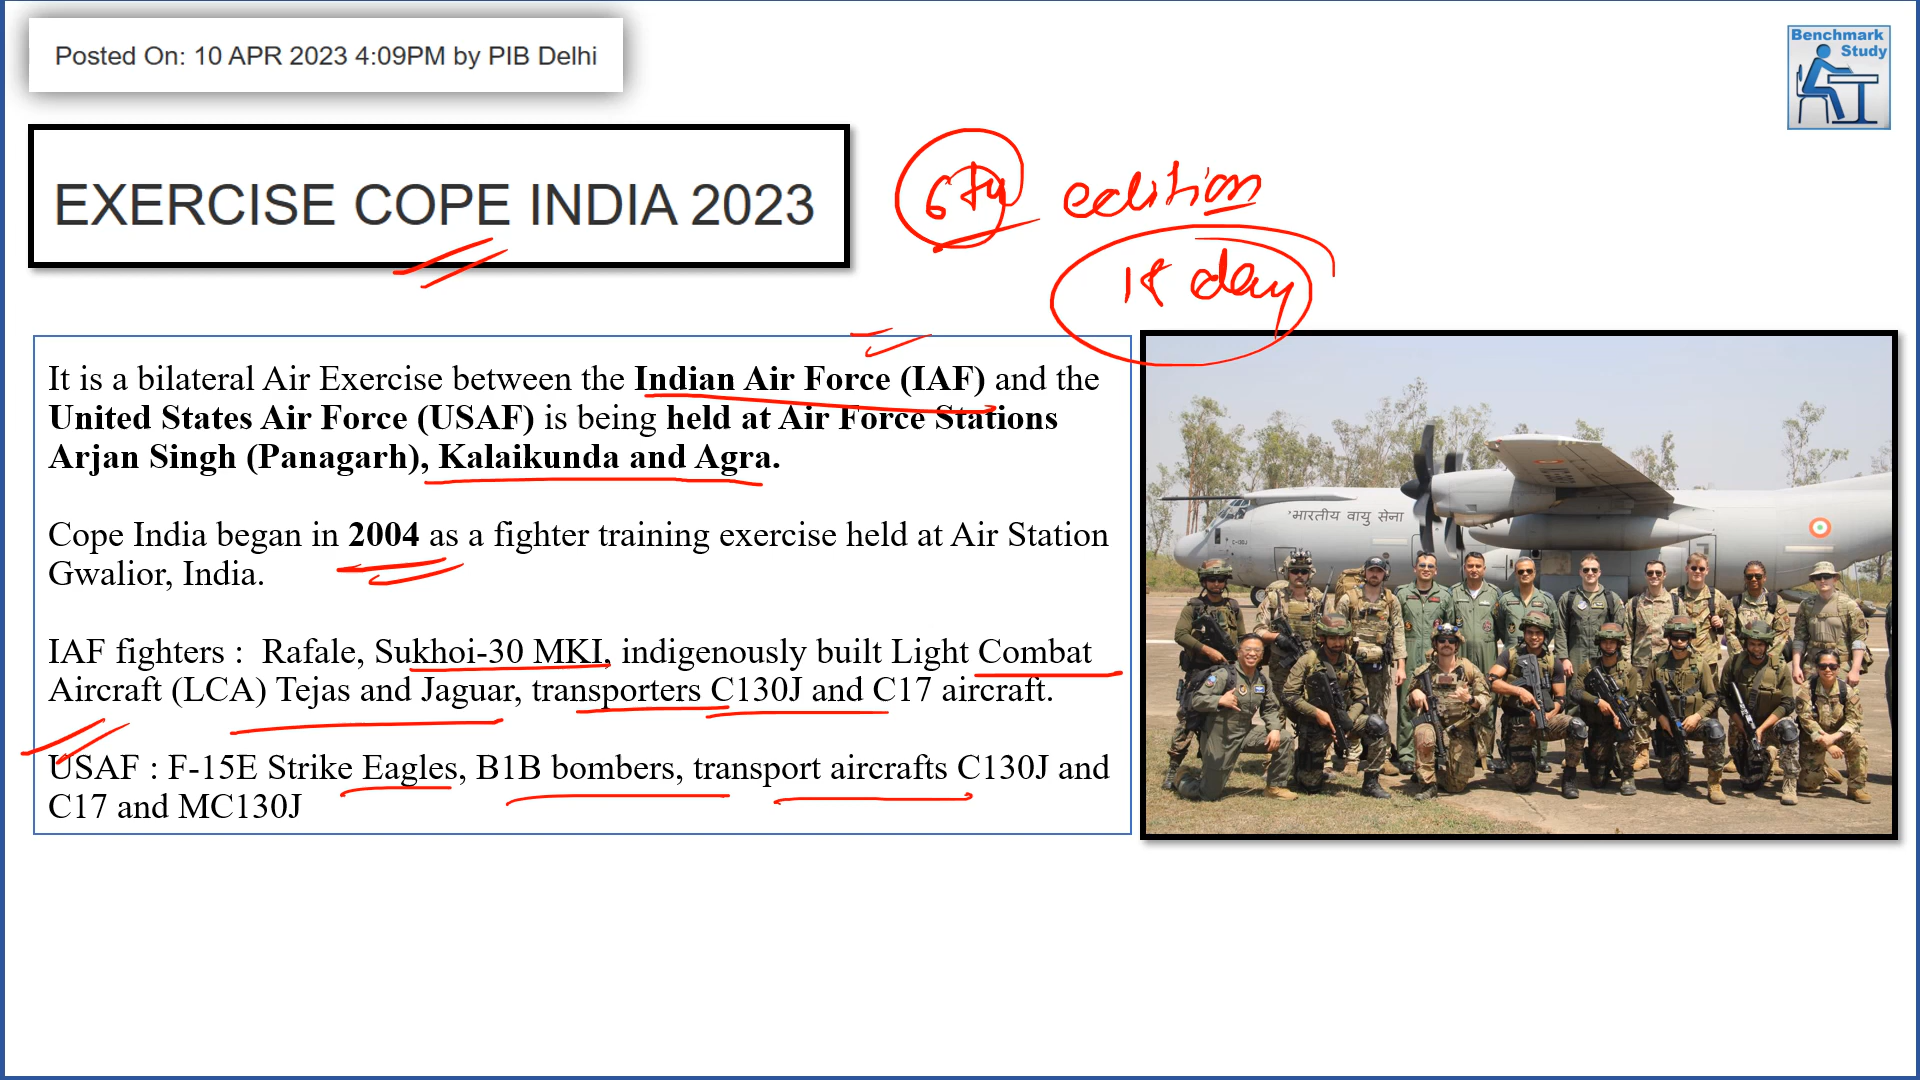 Posted On: 10 APR 2023 4:09PM by PIB Delhi
Benchmark
Study
EXERCISE COPE INDIA 2023
6th edition
day
It is a bilateral Air Exercise between the Indian Air Force (IAF) and the
United States Air Force (USAF) is being held at Air Force Stations
Arjan Singh (Panagarh), Kalaikunda and Agra.
Cope India began in 2004 as a fighter training exercise held at Air Station
Gwalior, India.
IAF fighters : Rafale, Sukhoi-30 MKI, indigenously built Light Combat
Aircraft (LCA) Tejas and Jaguar, transporters C130J and C17 aircraft.
USAF : F-15E Strike Eagles, B1B bombers, transport aircrafts C130J and
C17 and MC130J
भारतीय वायु सेना
C-130J